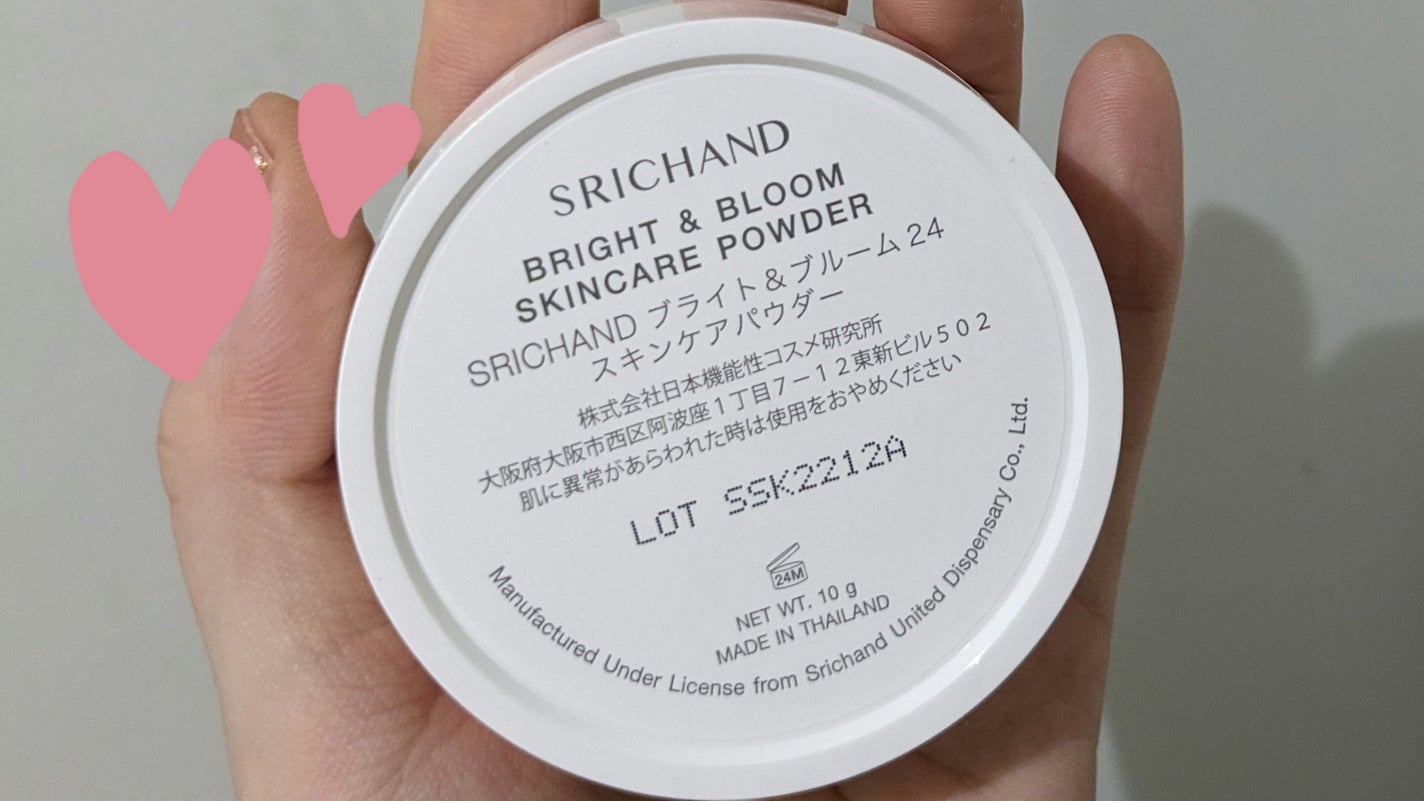 SRICHAND
BRIGHT & BLOOM
SKINCARE POWDER
SRICHAND ブライト&ブルーム 24
スキンケアパウダー
株式会社日本機能性コスメ研究所
大阪府大阪市西区阿波座1丁目7ー12東新ビル502
肌に異常があらわれた時は使用をおやめください
LOT SSK2212A
24M
NET WT. 10 g
MADE IN THAILAND
Manufactured Under License from Srichand United Dispensary Co., Ltd.